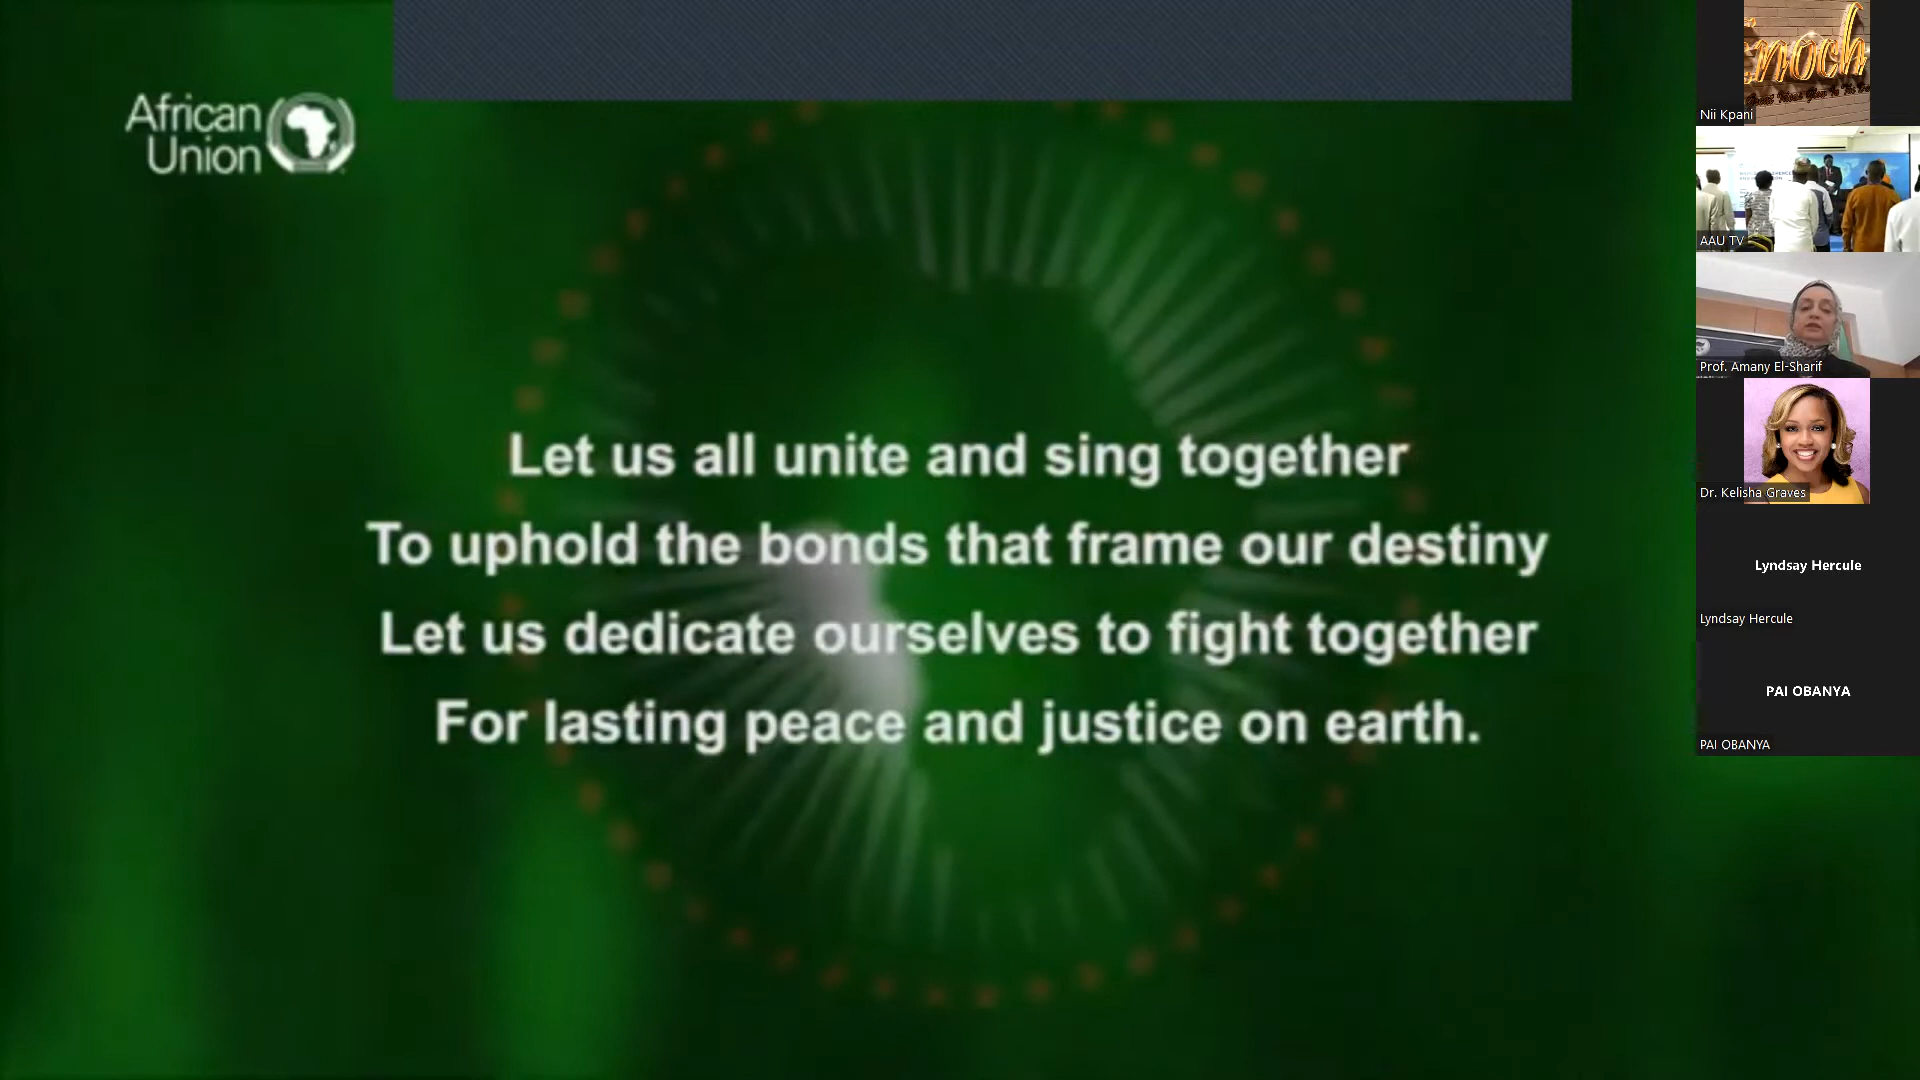 African
Union
Let us all unite and sing together
To uphold the bonds that frame our destiny
Let us dedicate ourselves to fight together
For lasting peace and justice on earth.
noch
Nii Kpani
AAU TV
Prof. Amany El-Sharif
Dr. Kelisha Graves
Lyndsay Hercule
Lyndsay Hercule
PAI OBANYA
PAI OBANYA